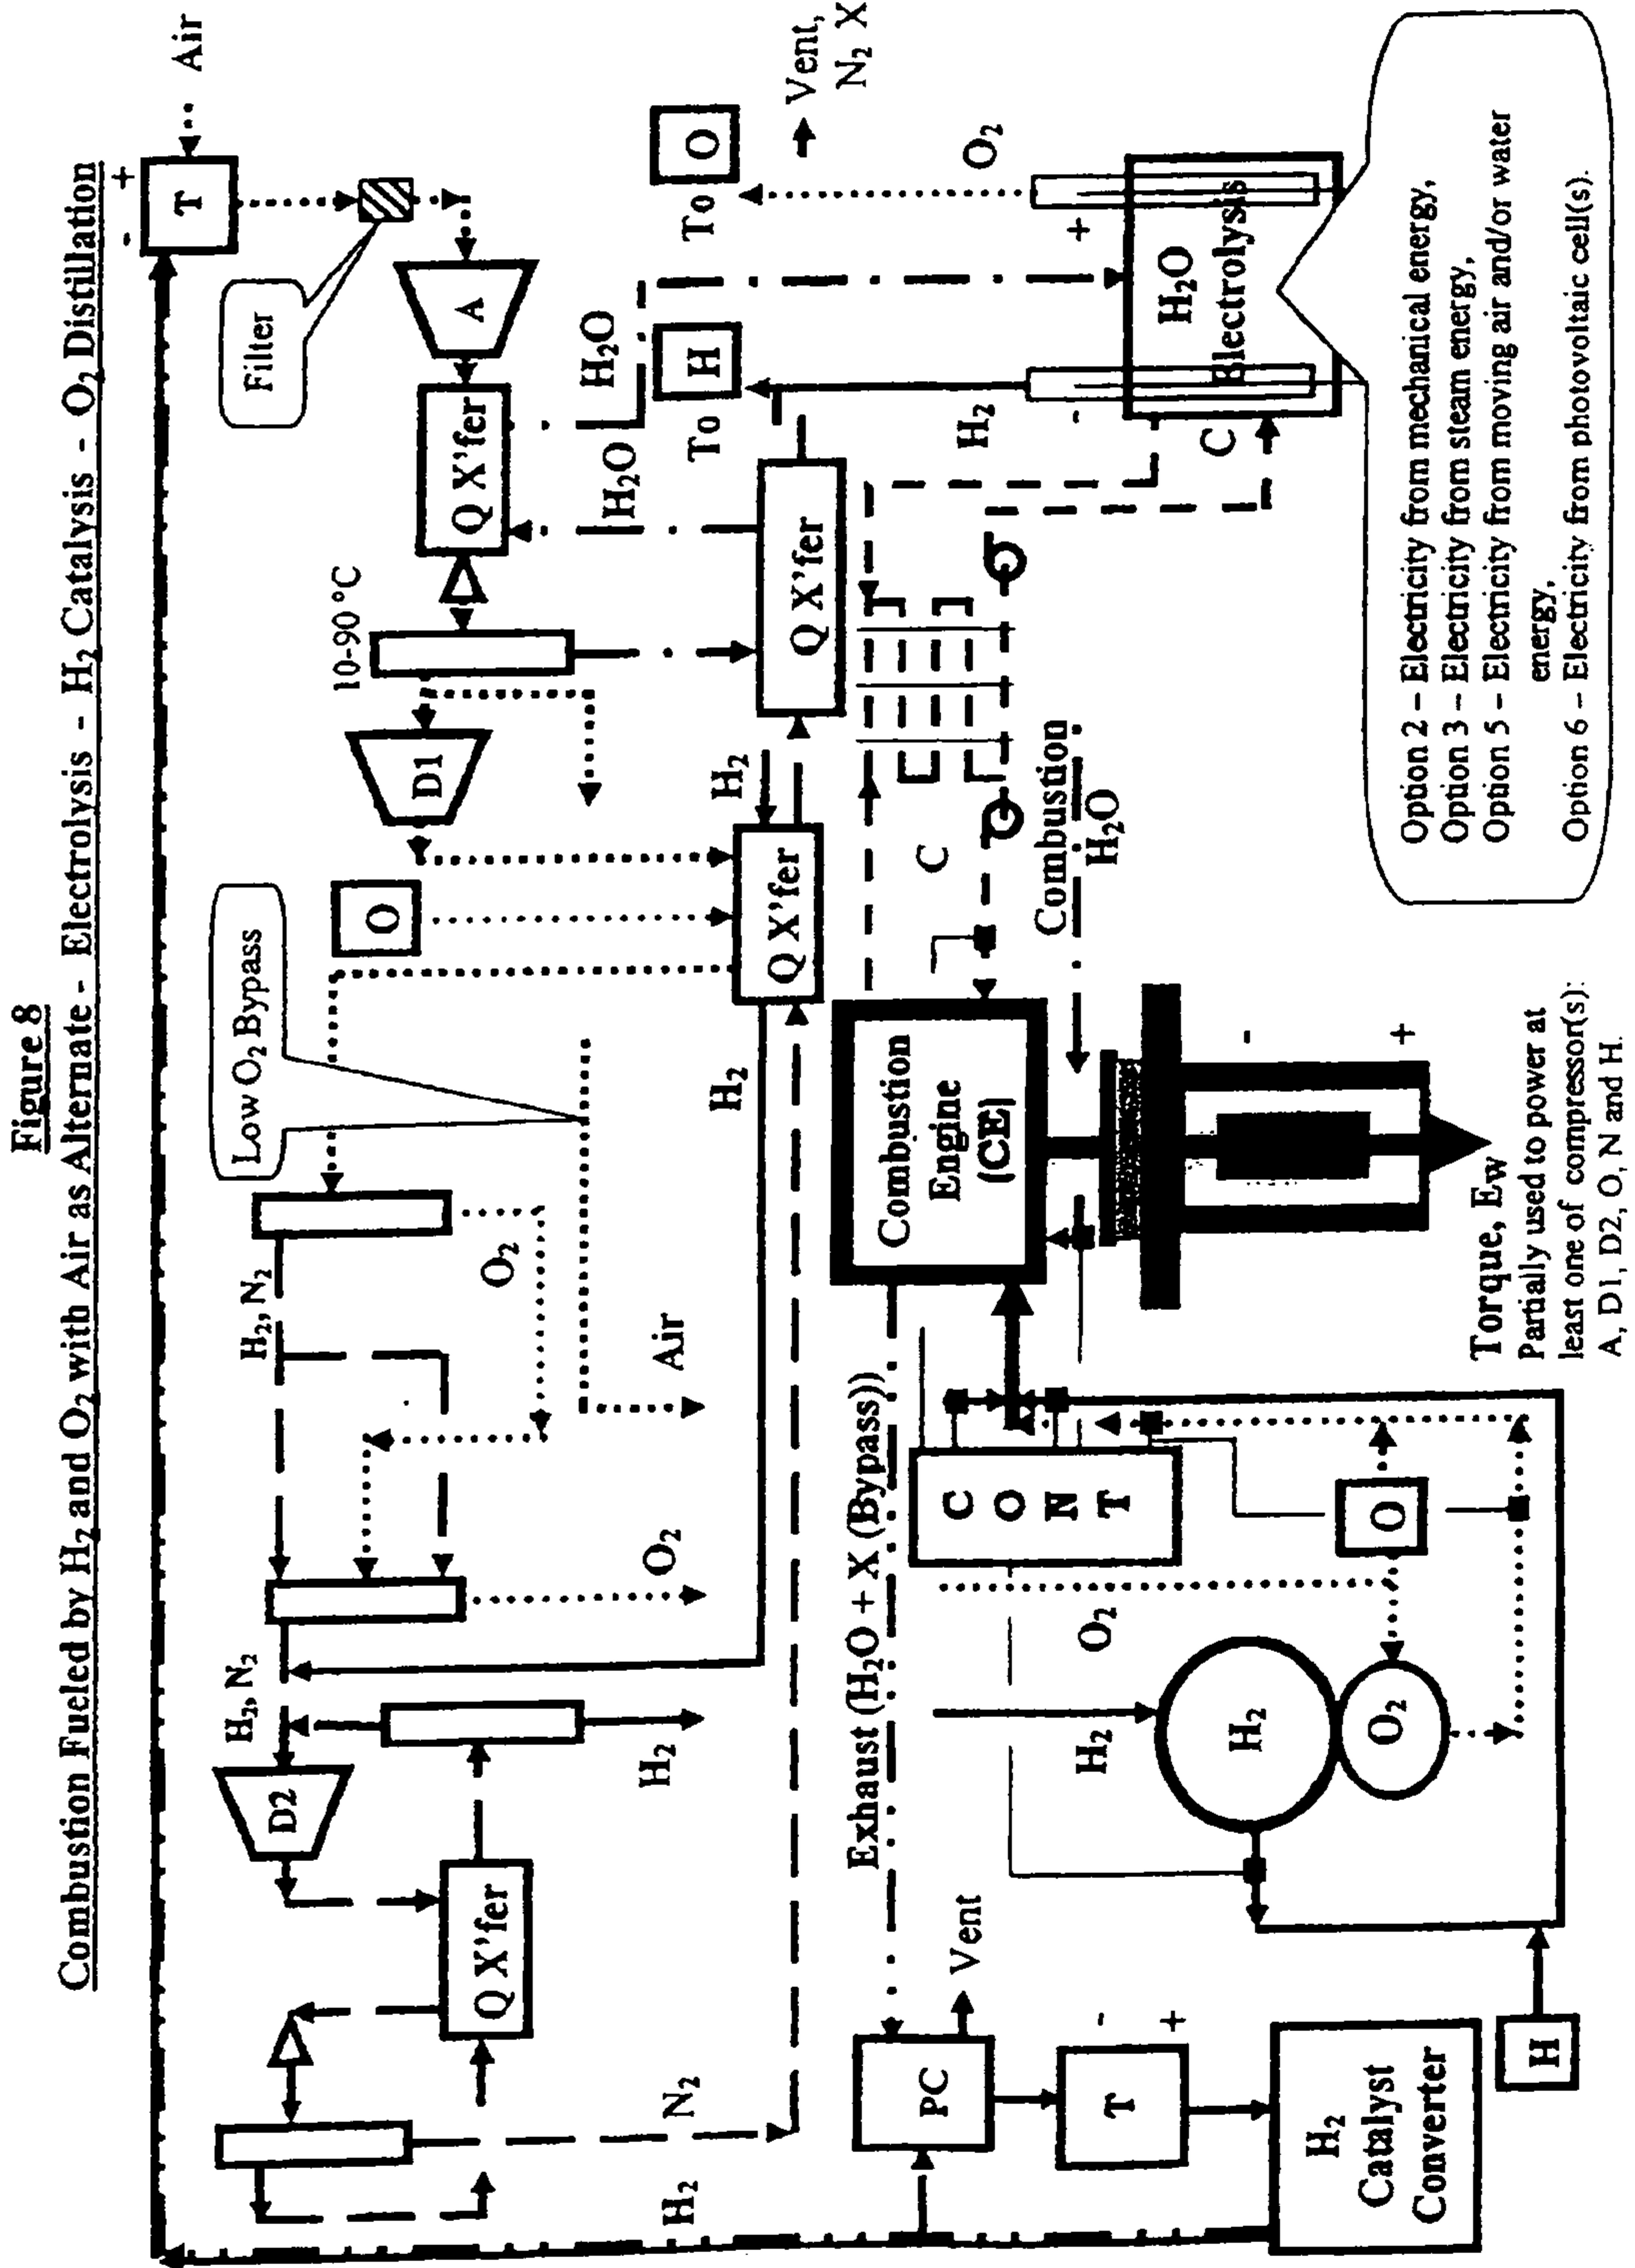 Figure 8
Combustion Fueled by H₂ and O₂ with Air as Alternate - Electrolysis - H₂ Catalysis - O₂ Distillation
- +
T
Air
Filter
A
Q X'fer
10-90 °C
D1
O
Low O₂ Bypass
H₂, N₂
O₂
H₂, N₂
D2
Q X'fer
H₂
N₂
H₂
O₂
Air
H₂
Q X'fer
H₂
Q X'fer
H₂O
H₂O
To H
To O
Vent,
N₂ X
H₂
O₂
- +
H₂O
Electrolysis
C
C
Combustion
H₂O
Combustion
Engine
(CE)
Exhaust (H₂O + X (Bypass))
C
O
N
T
O₂
H₂
H₂
O₂
O
PC
Vent
T
-
+
H₂
Catalyst
Converter
H
-
+
Torque, Ew
Partially used to power at
least one of compressor(s):
A, D1, D2, O, N and H.
Option 2 – Electricity from mechanical energy,
Option 3 – Electricity from steam energy,
Option 5 – Electricity from moving air and/or water
energy,
Option 6 – Electricity from photovoltaic cell(s).